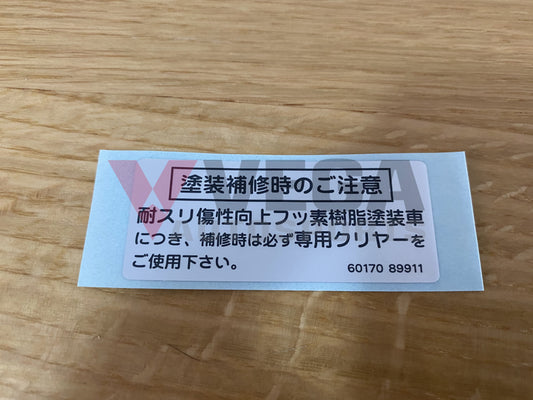 塗装補修時のご注意
耐スリ傷性向上フッ素樹脂塗装車
につき、補修時は必ず専用クリヤーを
ご使用下さい。
60170 89911
VECA